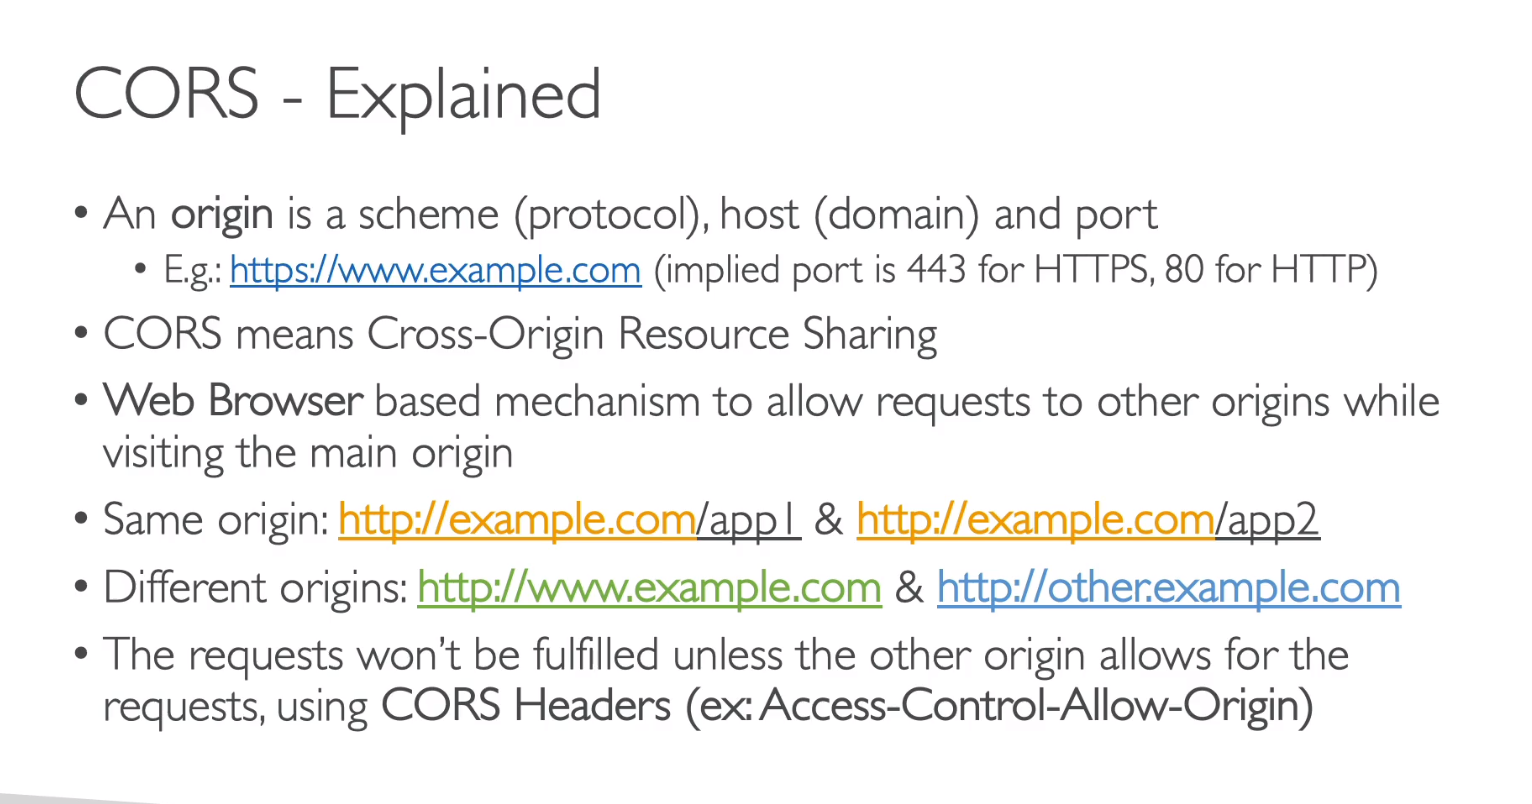 CORS - Explained
• An origin is a scheme (protocol), host (domain) and port
• E.g.: https://www.example.com (implied port is 443 for HTTPS, 80 for HTTP)
• CORS means Cross-Origin Resource Sharing
• Web Browser based mechanism to allow requests to other origins while
visiting the main origin
• Same origin: http://example.com/app1 & http://example.com/app2
• Different origins: http://www.example.com & http://other.example.com
• The requests won’t be fulfilled unless the other origin allows for the
requests, using CORS Headers (ex: Access-Control-Allow-Origin)